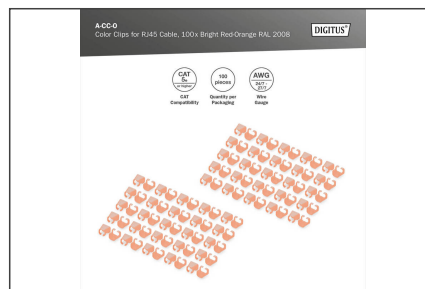 A-CC-O
Color Clips for RJ45 Cable, 100x Bright Red-Orange RAL 2008
DIGITUS®
CAT
5e
or higher
CAT
Compatibility
100
pieces
Quantity per
Packaging
AWG
24/7 -
27/7
Wire
Gauge